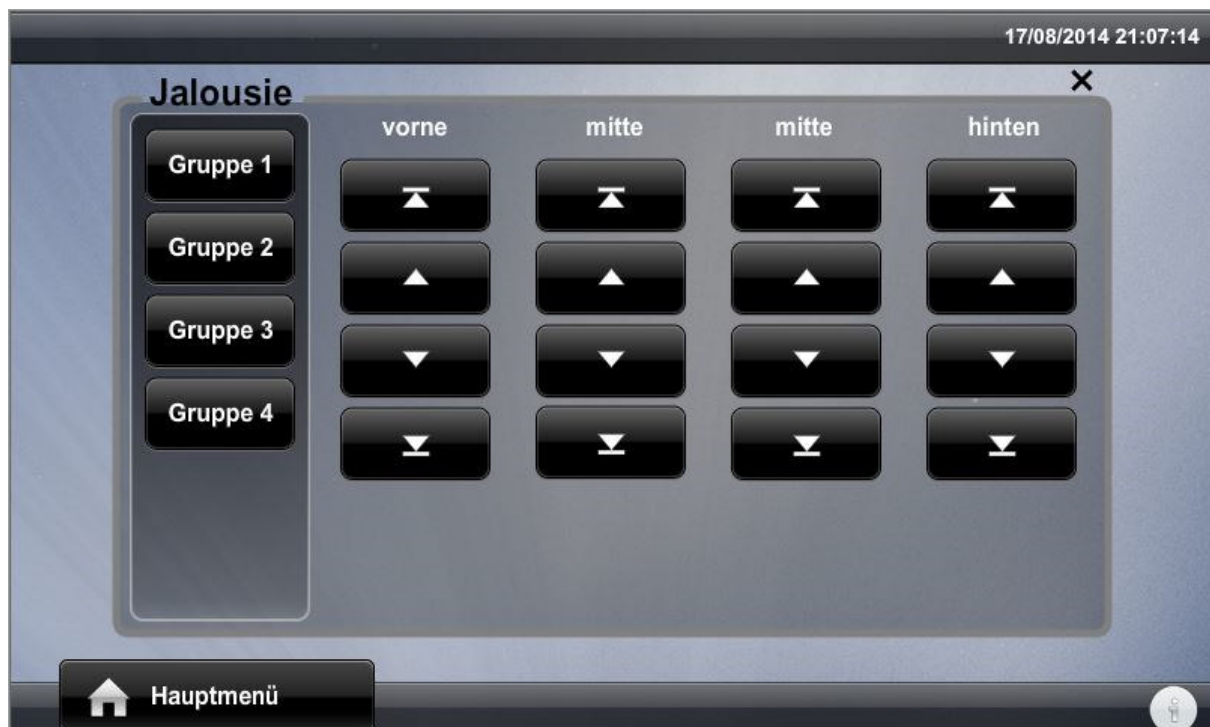 17/08/2014 21:07:14
Jalousie
vorne mitte mitte hinten
Gruppe 1
Gruppe 2
Gruppe 3
Gruppe 4
Hauptmenü